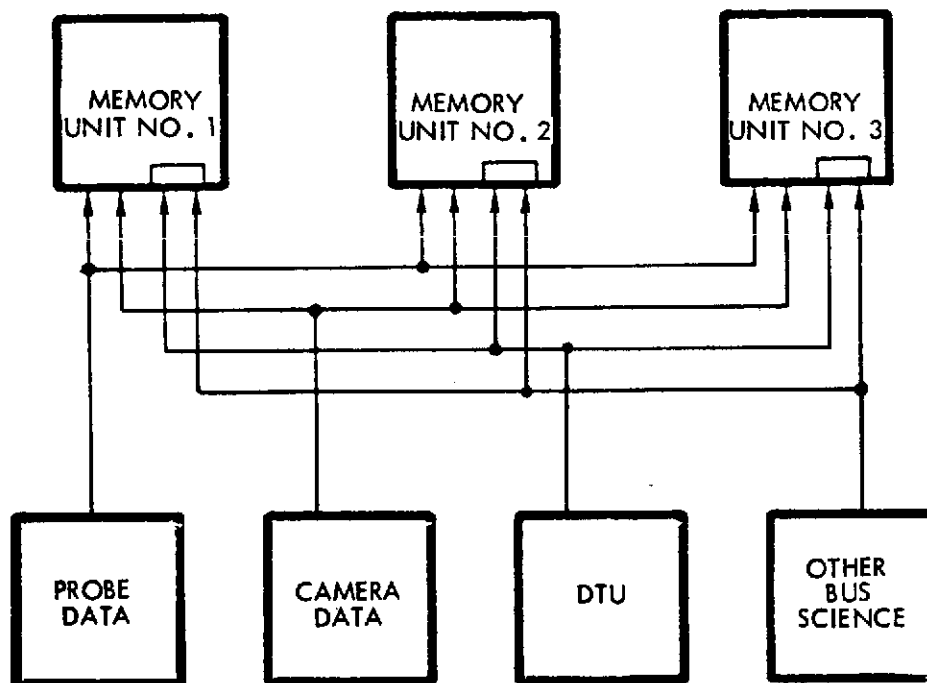 MEMORY
UNIT NO. 1
MEMORY
UNIT NO. 2
MEMORY
UNIT NO. 3
PROBE
DATA
CAMERA
DATA
DTU
OTHER
BUS
SCIENCE